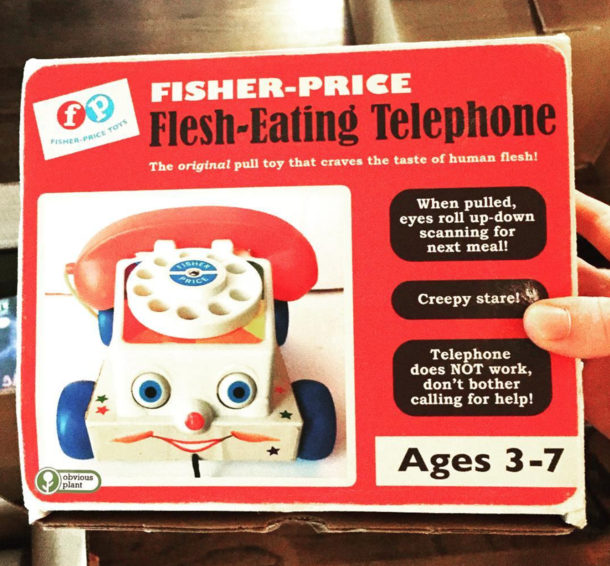 fp
FISHER-PRICE TOYS
FISHER-PRICE
Flesh-Eating Telephone
The original pull toy that craves the taste of human flesh!
FISHER
PRICE
When pulled,
eyes roll up-down
scanning for
next meal!
Creepy stare!
Telephone
does NOT work,
don't bother
calling for help!
Ages 3-7
obvious
plant